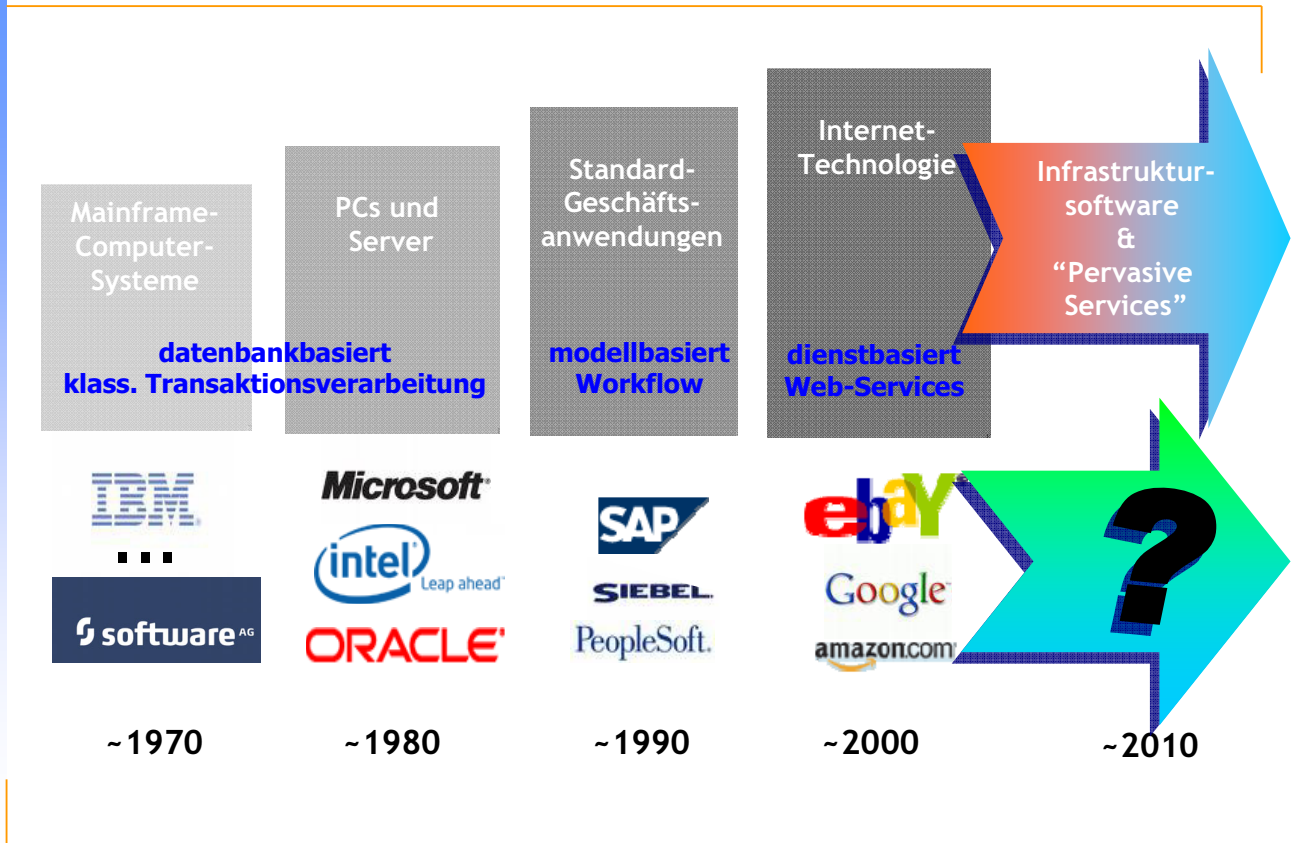 Mainframe-
Computer-
Systeme
PCs und
Server
Standard-
Geschäfts-
anwendungen
Internet-
Technologie
Infrastruktur-
software
&
“Pervasive
Services”
datenbankbasiert
klass. Transaktionsverarbeitung
modellbasiert
Workflow
dienstbasiert
Web-Services
IBM
...
software AG
Microsoft
intel
Leap ahead™
ORACLE
SAP
SIEBEL.
PeopleSoft.
ebaY
Google™
amazon.com
?
~1970
~1980
~1990
~2000
~2010